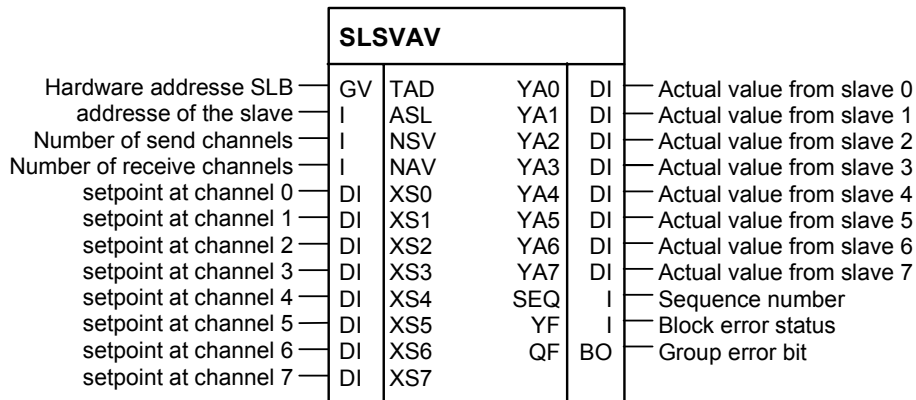 SLSVAV
Hardware addresse SLB GV TAD YA0 DI Actual value from slave 0
addresse of the slave I ASL YA1 DI Actual value from slave 1
Number of send channels I NSV YA2 DI Actual value from slave 2
Number of receive channels I NAV YA3 DI Actual value from slave 3
setpoint at channel 0 DI XS0 YA4 DI Actual value from slave 4
setpoint at channel 1 DI XS1 YA5 DI Actual value from slave 5
setpoint at channel 2 DI XS2 YA6 DI Actual value from slave 6
setpoint at channel 3 DI XS3 YA7 DI Actual value from slave 7
setpoint at channel 4 DI XS4 SEQ I Sequence number
setpoint at channel 5 DI XS5 YF I Block error status
setpoint at channel 6 DI XS6 QF BO Group error bit
setpoint at channel 7 DI XS7